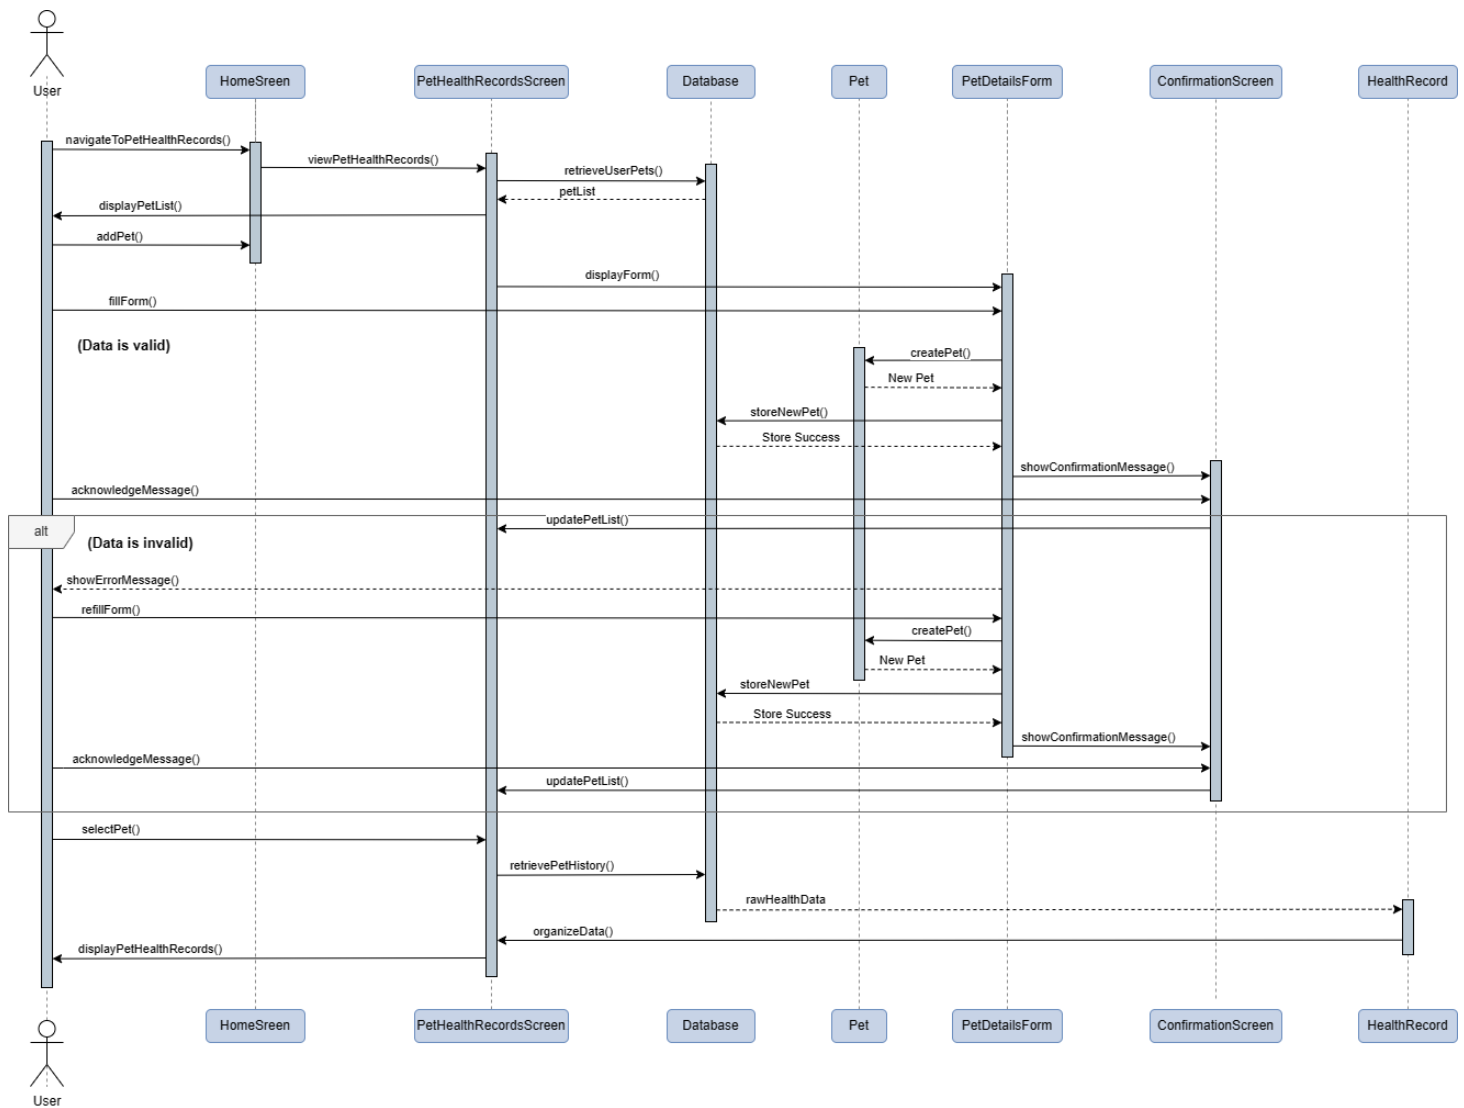 User
HomeSreen
PetHealthRecordsScreen
Database
Pet
PetDetailsForm
ConfirmationScreen
HealthRecord
navigateToPetHealthRecords()
viewPetHealthRecords()
retrieveUserPets()
petList
displayPetList()
addPet()
displayForm()
fillForm()
(Data is valid)
createPet()
New Pet
storeNewPet()
Store Success
showConfirmationMessage()
acknowledgeMessage()
updatePetList()
alt
(Data is invalid)
showErrorMessage()
refillForm()
createPet()
New Pet
storeNewPet
Store Success
showConfirmationMessage()
acknowledgeMessage()
updatePetList()
selectPet()
retrievePetHistory()
rawHealthData
organizeData()
displayPetHealthRecords()
HomeSreen
PetHealthRecordsScreen
Database
Pet
PetDetailsForm
ConfirmationScreen
HealthRecord
User